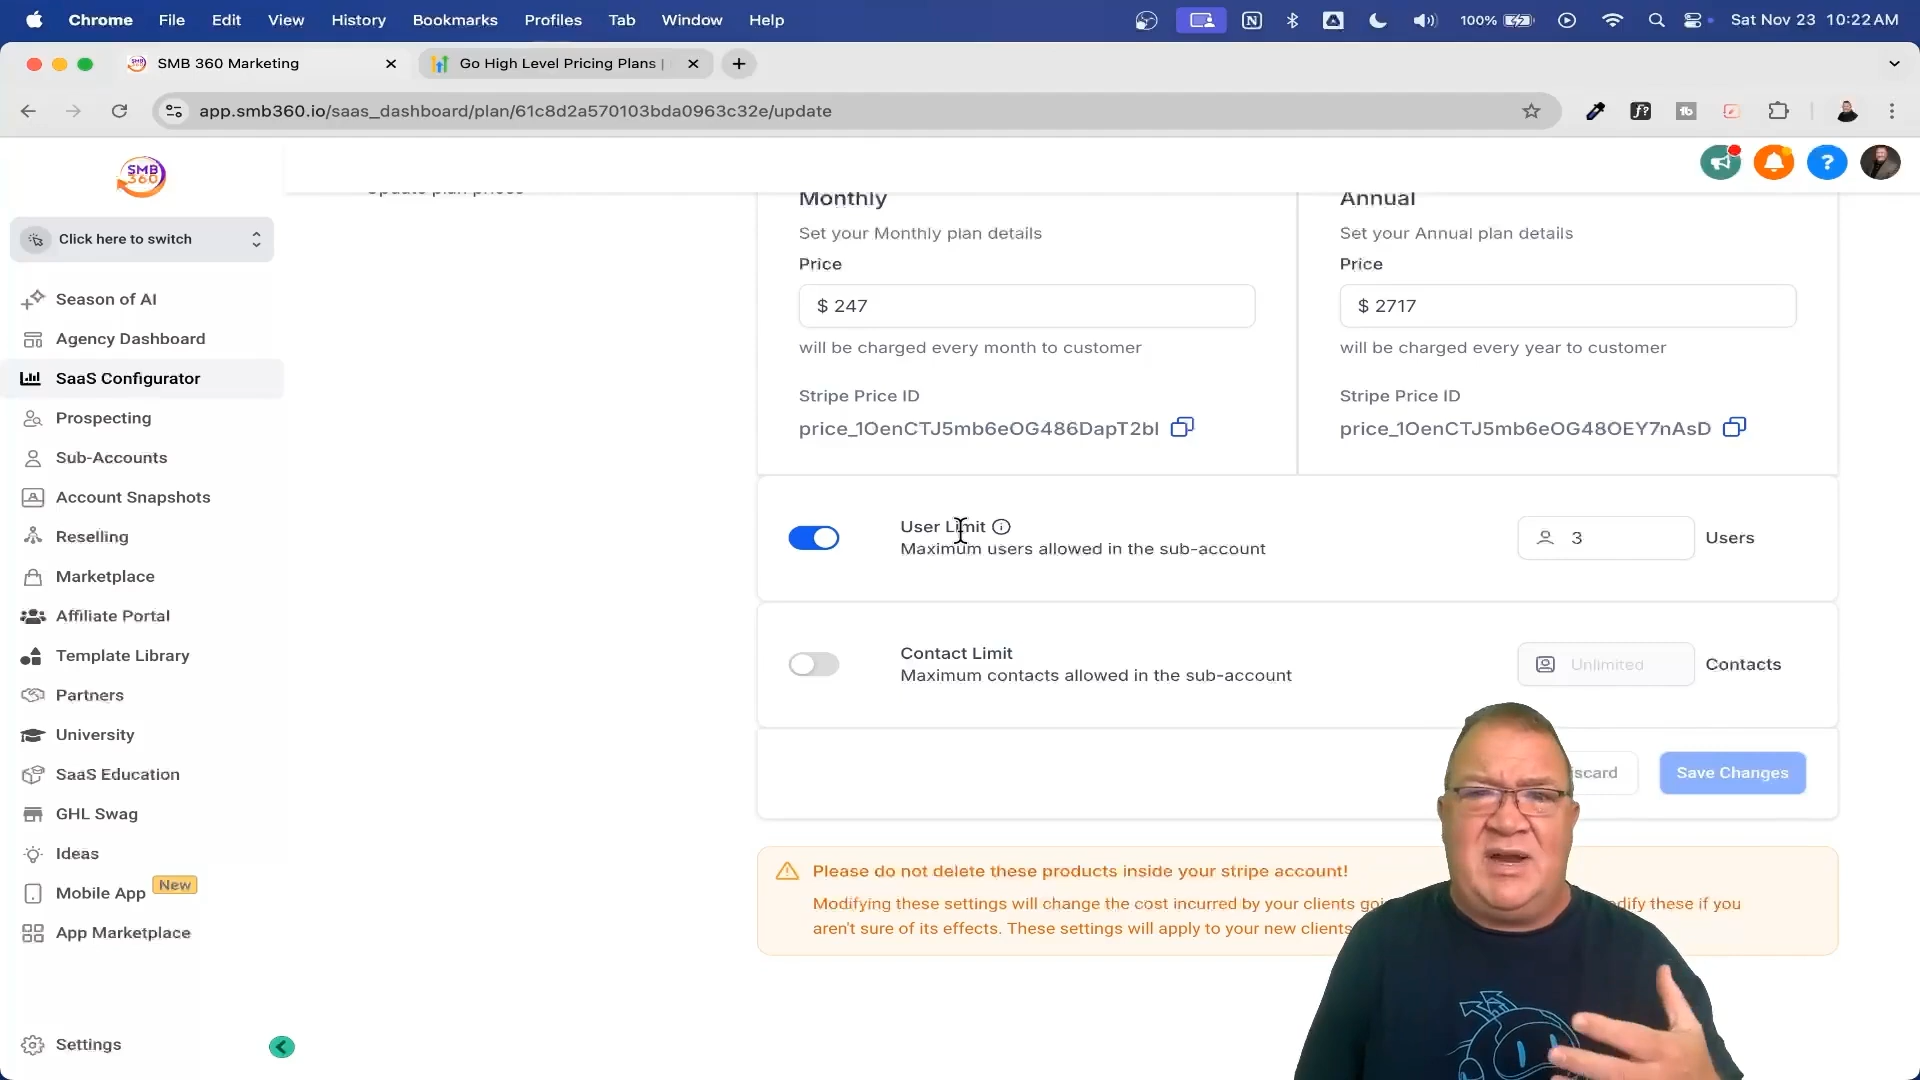 Chrome File Edit View History Bookmarks Profiles Tab Window Help 100% Sat Nov 23 10:22 AM
SMB 360 Marketing Go High Level Pricing Plans |
app.smb360.io/saas_dashboard/plan/61c8d2a570103bda0963c32e/update
SMB
360
Click here to switch
Season of AI
Agency Dashboard
SaaS Configurator
Prospecting
Sub-Accounts
Account Snapshots
Reselling
Marketplace
Affiliate Portal
Template Library
Partners
University
SaaS Education
GHL Swag
Ideas
Mobile App New
App Marketplace
Settings
Update plan prices
Monthly
Set your Monthly plan details
Price
$ 247
will be charged every month to customer
Stripe Price ID
price_1OenCTJ5mb6eOG486DapT2bl
Annual
Set your Annual plan details
Price
$ 2717
will be charged every year to customer
Stripe Price ID
price_1OenCTJ5mb6eOG48OEY7nAsD
User Limit
Maximum users allowed in the sub-account
3 Users
Contact Limit
Maximum contacts allowed in the sub-account
Unlimited Contacts
scard Save Changes
Please do not delete these products inside your stripe account!
Modifying these settings will change the cost incurred by your clients goi dify these if you
aren't sure of its effects. These settings will apply to your new clients